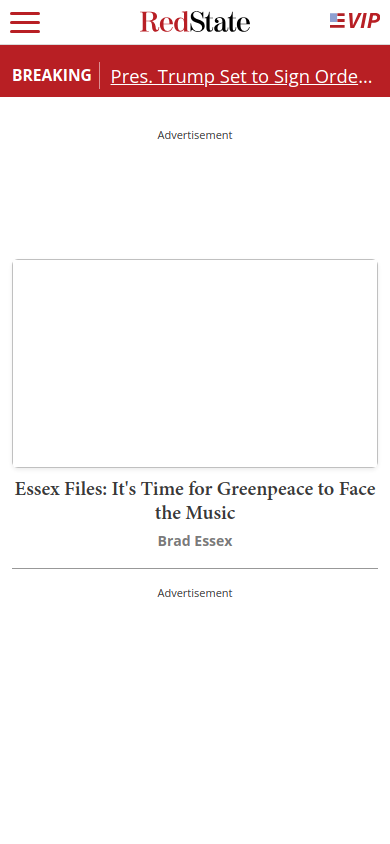 RedState
VIP
BREAKING
Pres. Trump Set to Sign Orde...
Advertisement
Essex Files: It's Time for Greenpeace to Face
the Music
Brad Essex
Advertisement